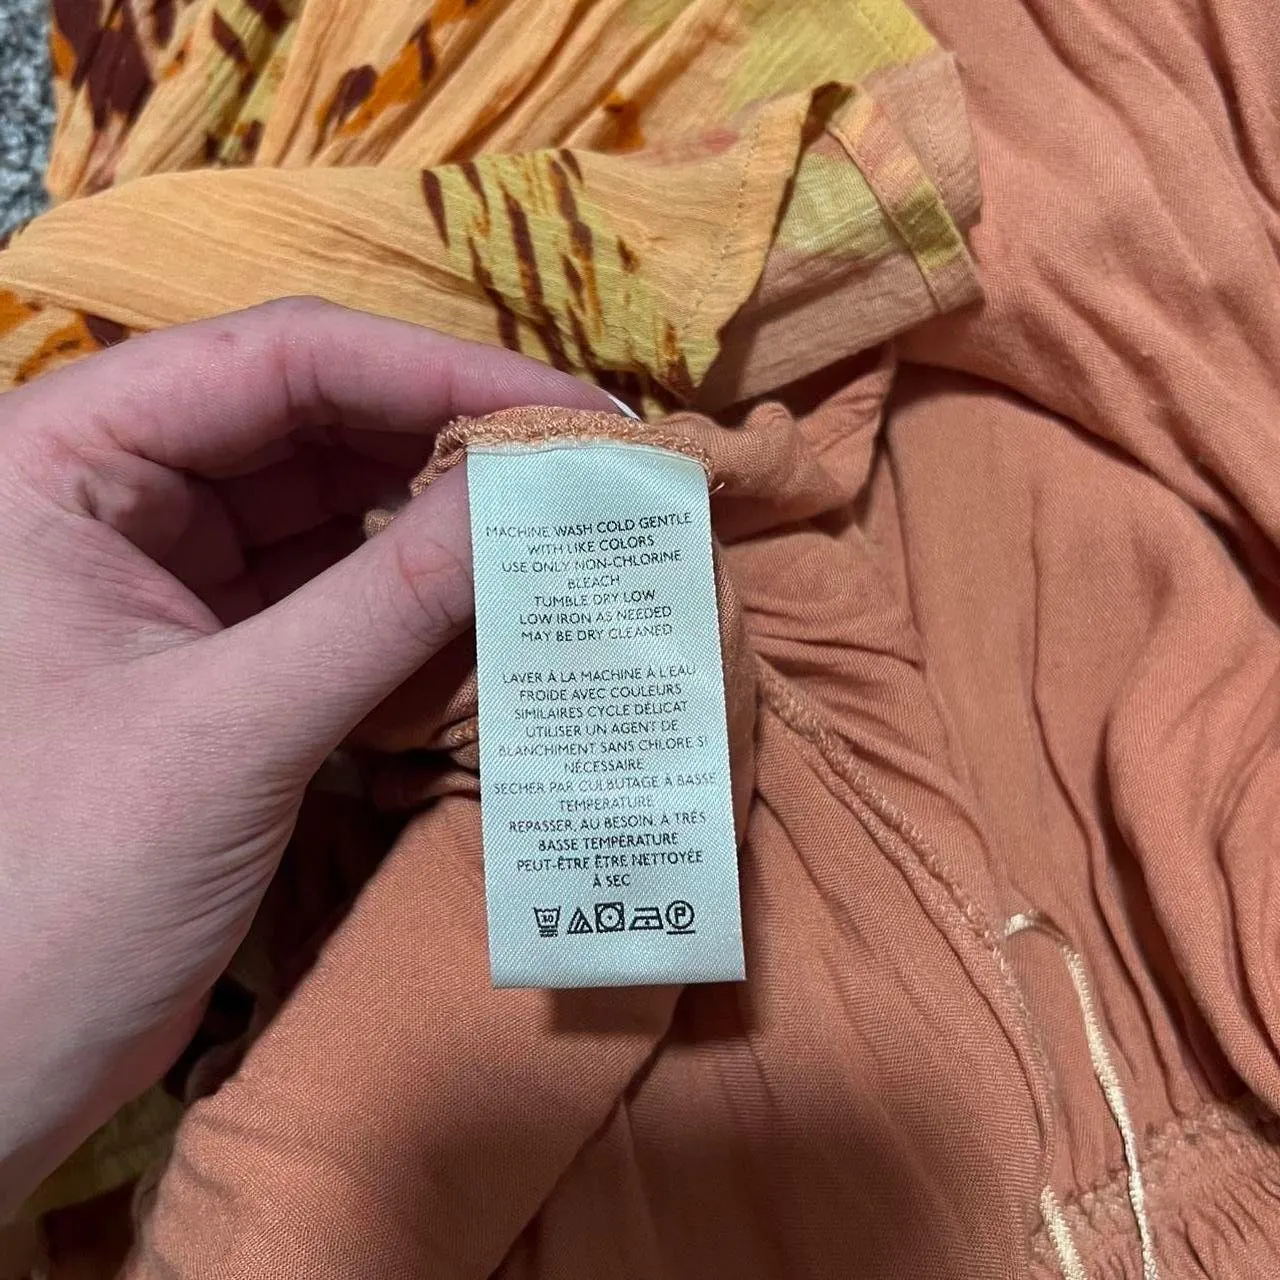 MACHINE WASH COLD GENTLE
WITH LIKE COLORS
USE ONLY NON-CHLORINE
BLEACH
TUMBLE DRY LOW
LOW IRON AS NEEDED
MAY BE DRY CLEANED
LAVER À LA MACHINE À L'EAU
FROIDE AVEC COULEURS
SIMILAIRES CYCLE DÉLICAT
UTILISER UN AGENT DE
BLANCHIMENT SANS CHLORE SI
NÉCESSAIRE
SÉCHER PAR CULBUTAGE À BASSE
TEMPÉRATURE
REPASSER, AU BESOIN, À TRÈS
BASSE TEMPÉRATURE
PEUT-ÊTRE ÊTRE NETTOYÉE
À SEC
30 P